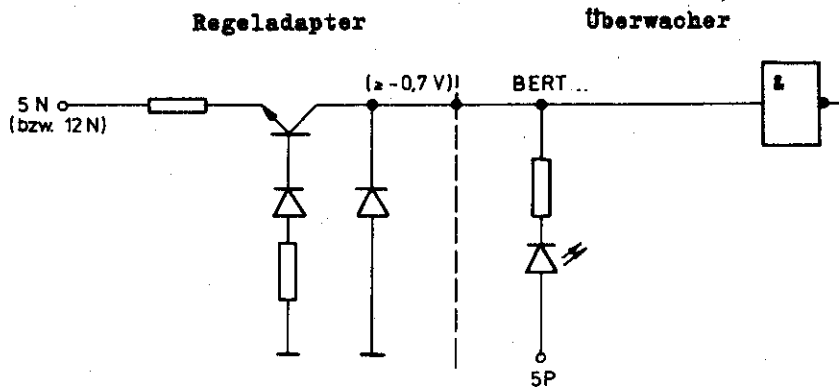 Regeladapter
Überwacher
(≥ -0,7 V)
BERT...
&
5 N
(bzw. 12 N)
5P